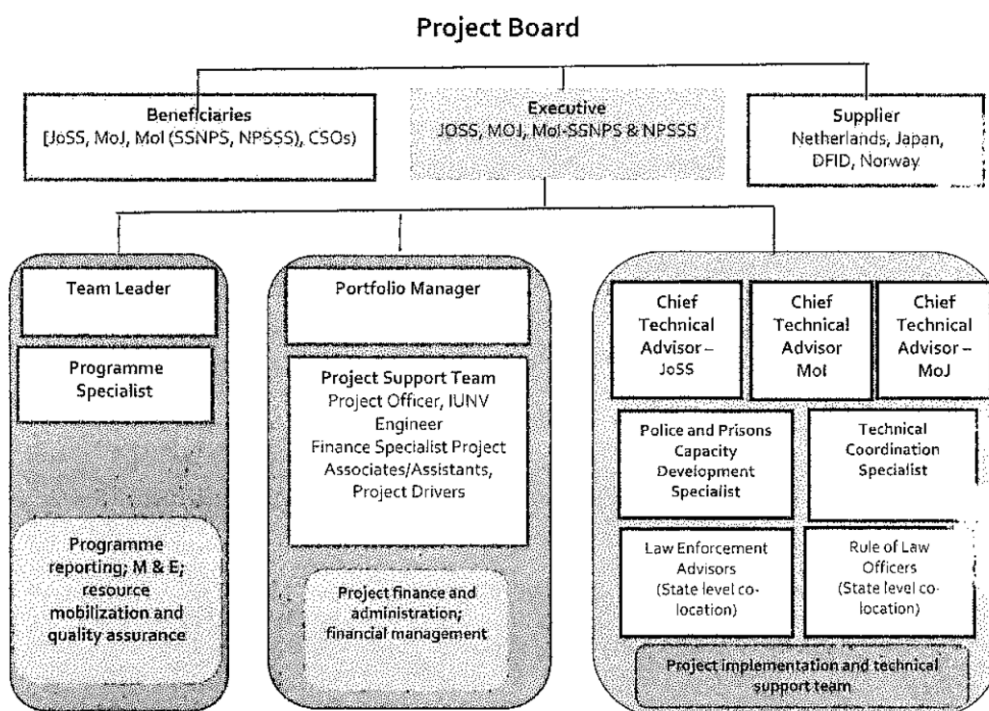 Project Board
Beneficiaries
[JoSS, MoJ, MoI (SSNPS, NPSSS), CSOs)
Executive
JOSS, MOJ, MoI-SSNPS & NPSSS
Supplier
Netherlands, Japan,
DFID, Norway
Team Leader
Programme
Specialist
Programme
reporting; M & E;
resource
mobilization and
quality assurance
Portfolio Manager
Project Support Team
Project Officer, IUNV
Engineer
Finance Specialist Project
Associates/Assistants,
Project Drivers
Project finance and
administration;
financial management
Chief
Technical
Advisor –
JoSS
Chief
Technical
Advisor
MoI
Chief
Technical
Advisor –
MoJ
Police and Prisons
Capacity
Development
Specialist
Technical
Coordination
Specialist
Law Enforcement
Advisors
(State level co-
location)
Rule of Law
Officers
(State level co-
location)
Project implementation and technical
support team